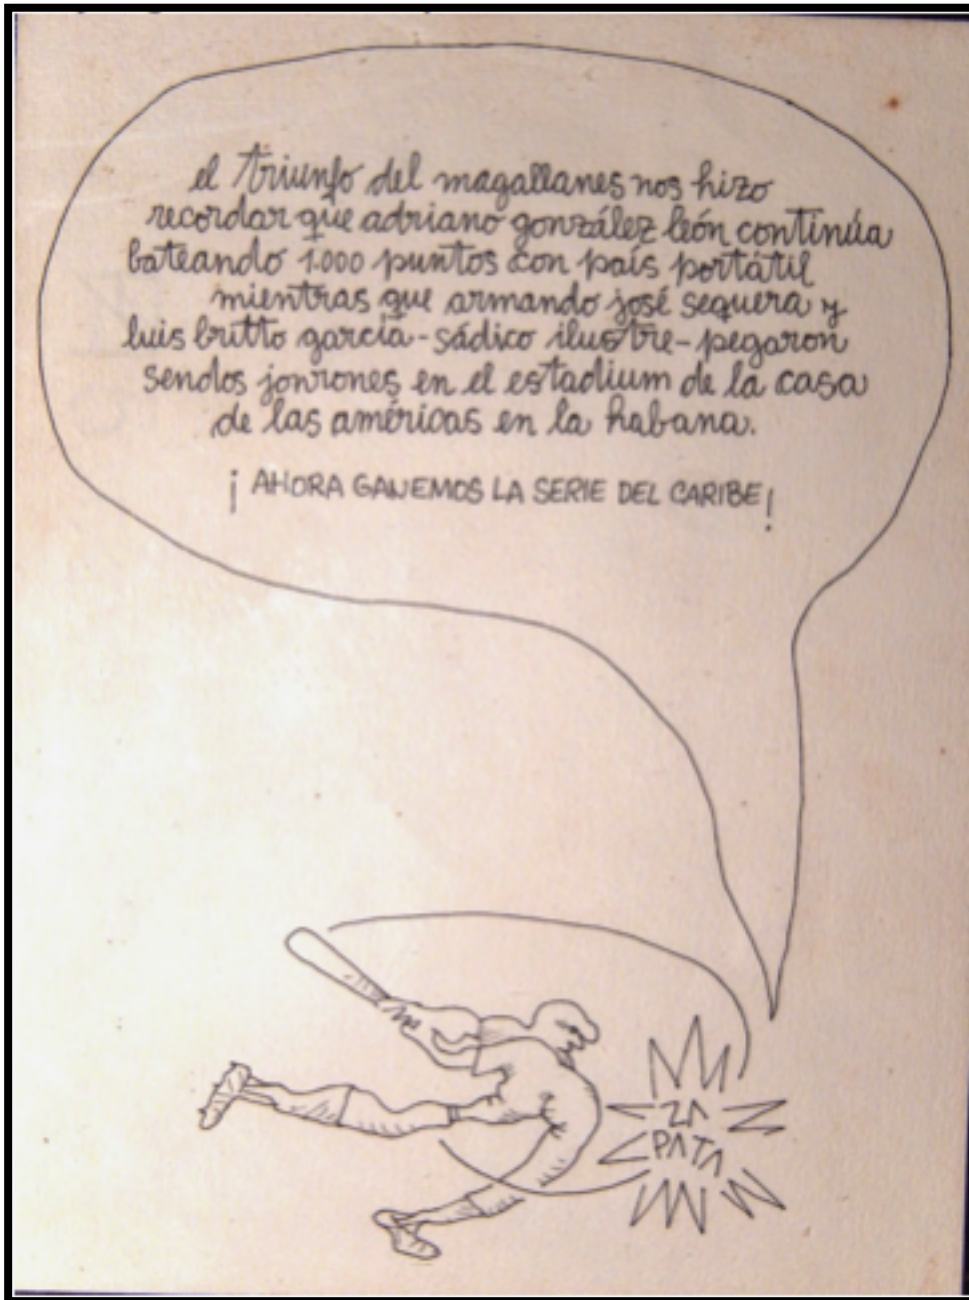 el triunfo del magallanes nos hizo
recordar que adriano gonzález león continúa
bateando 1.000 puntos con país portátil
mientras que armando josé sequera y
luis britto garcía-sádico ilustre-pegaron
sendos jonrones en el estadium de la casa
de las américas en la habana.
¡AHORA GANEMOS LA SERIE DEL CARIBE!
ZA
PATA